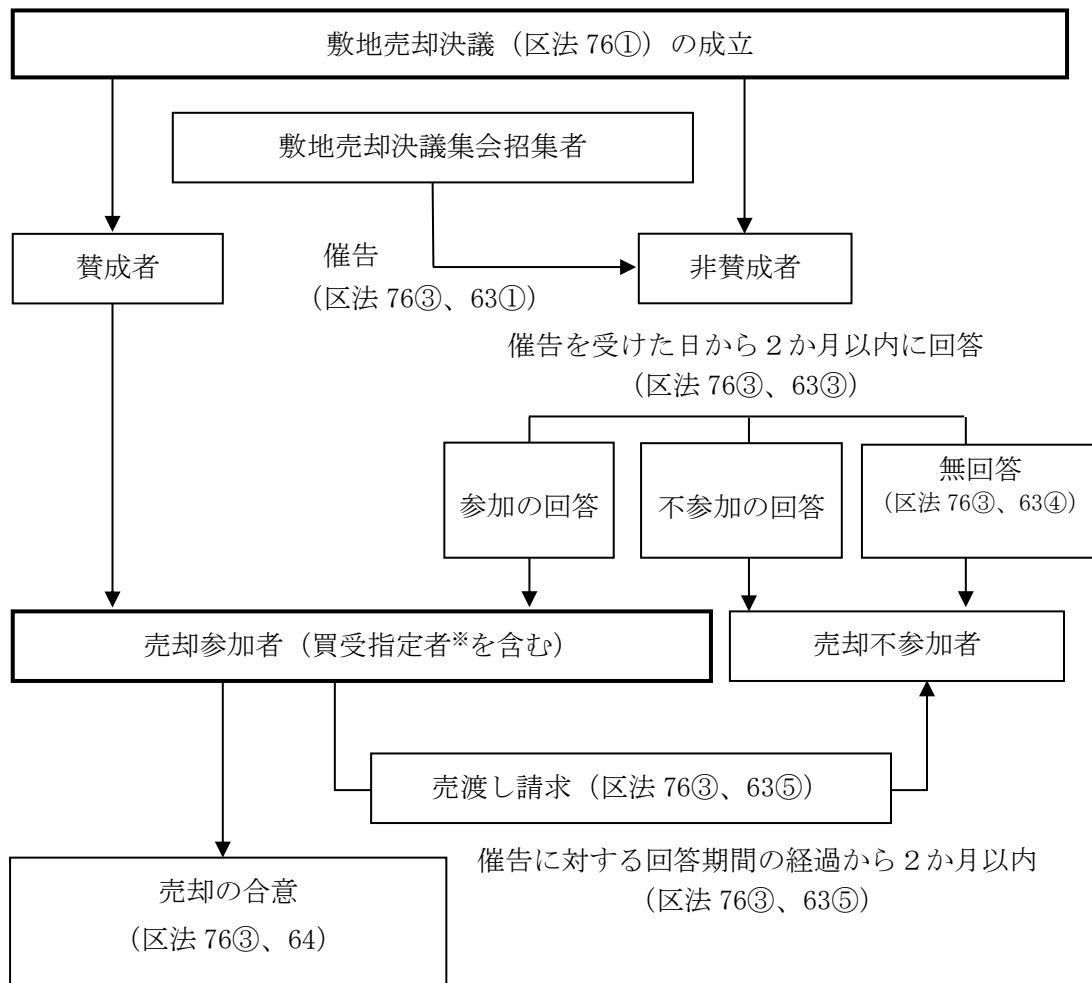 敷地売却決議（区法 76①）の成立
敷地売却決議集会招集者
賛成者
催告
（区法 76③、63①）
非賛成者
催告を受けた日から２か月以内に回答
（区法 76③、63③）
参加の回答
不参加の回答
無回答
（区法 76③、63④）
売却参加者（買受指定者※を含む）
売却不参加者
売渡し請求（区法 76③、63⑤）
催告に対する回答期間の経過から２か月以内
（区法 76③、63⑤）
売却の合意
（区法 76③、64）